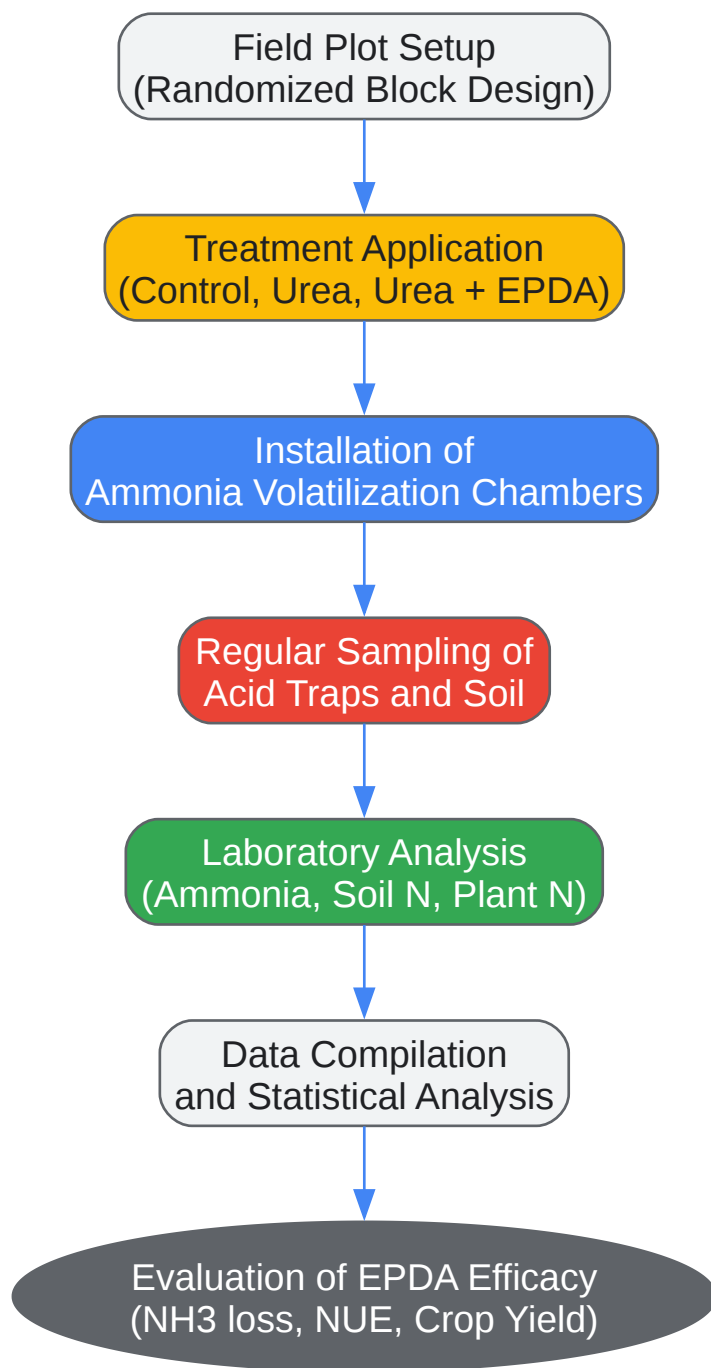 Field Plot Setup
(Randomized Block Design)
Treatment Application
(Control, Urea, Urea + EPDA)
Installation of
Ammonia Volatilization Chambers
Regular Sampling of
Acid Traps and Soil
Laboratory Analysis
(Ammonia, Soil N, Plant N)
Data Compilation
and Statistical Analysis
Evaluation of EPDA Efficacy
(NH3 loss, NUE, Crop Yield)